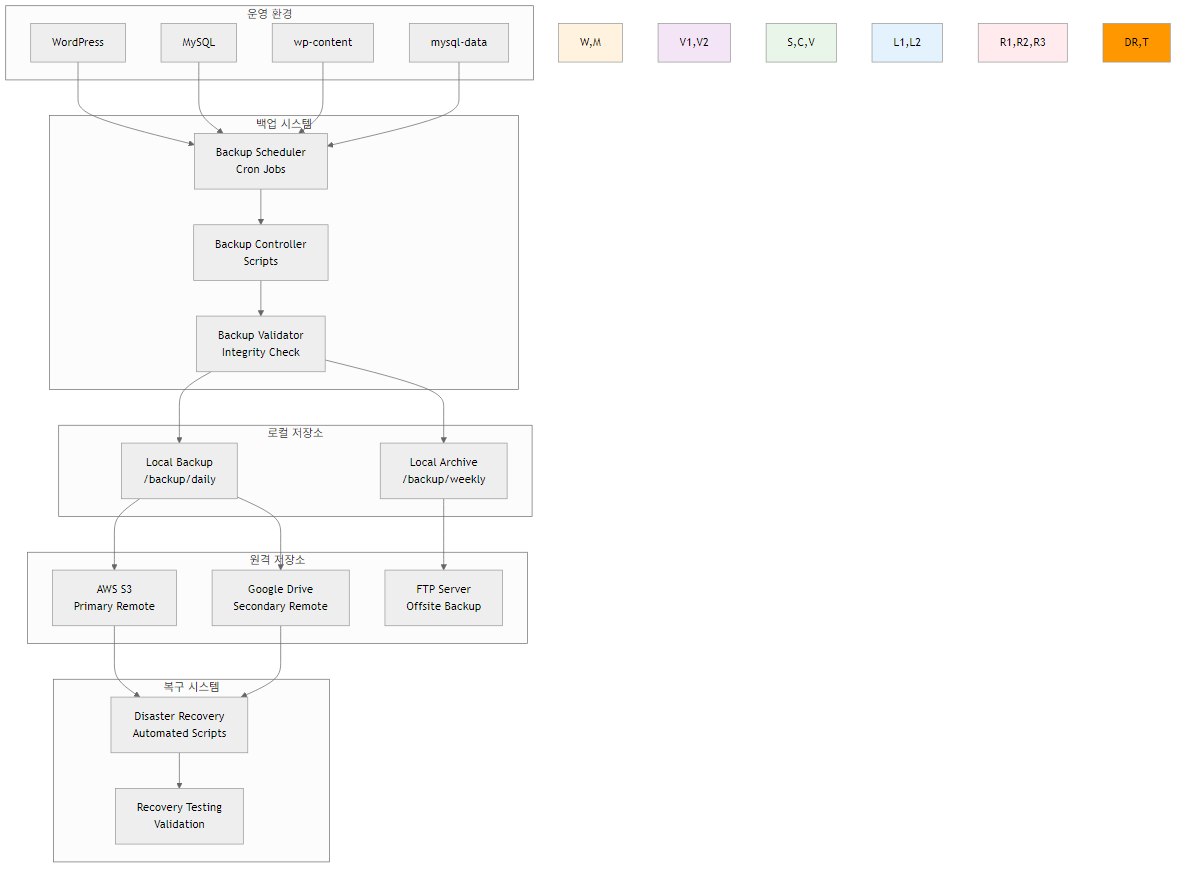 운영 환경
WordPress
MySQL
wp-content
mysql-data
W,M
V1,V2
S,C,V
L1,L2
R1,R2,R3
DR,T
백업 시스템
Backup Scheduler
Cron Jobs
Backup Controller
Scripts
Backup Validator
Integrity Check
로컬 저장소
Local Backup
/backup/daily
Local Archive
/backup/weekly
원격 저장소
AWS S3
Primary Remote
Google Drive
Secondary Remote
FTP Server
Offsite Backup
복구 시스템
Disaster Recovery
Automated Scripts
Recovery Testing
Validation